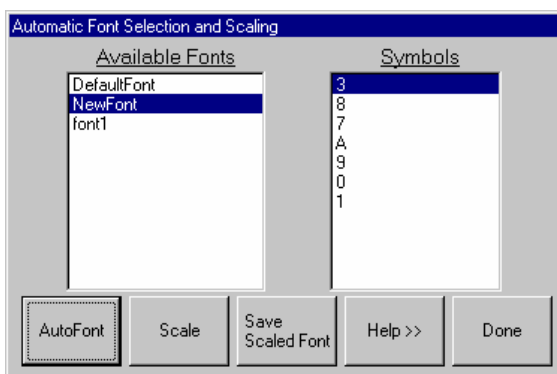 Automatic Font Selection and Scaling
Available Fonts
DefaultFont
NewFont
font1
Symbols
3
8
7
A
9
0
1
AutoFont
Scale
Save
Scaled Font
Help >>
Done